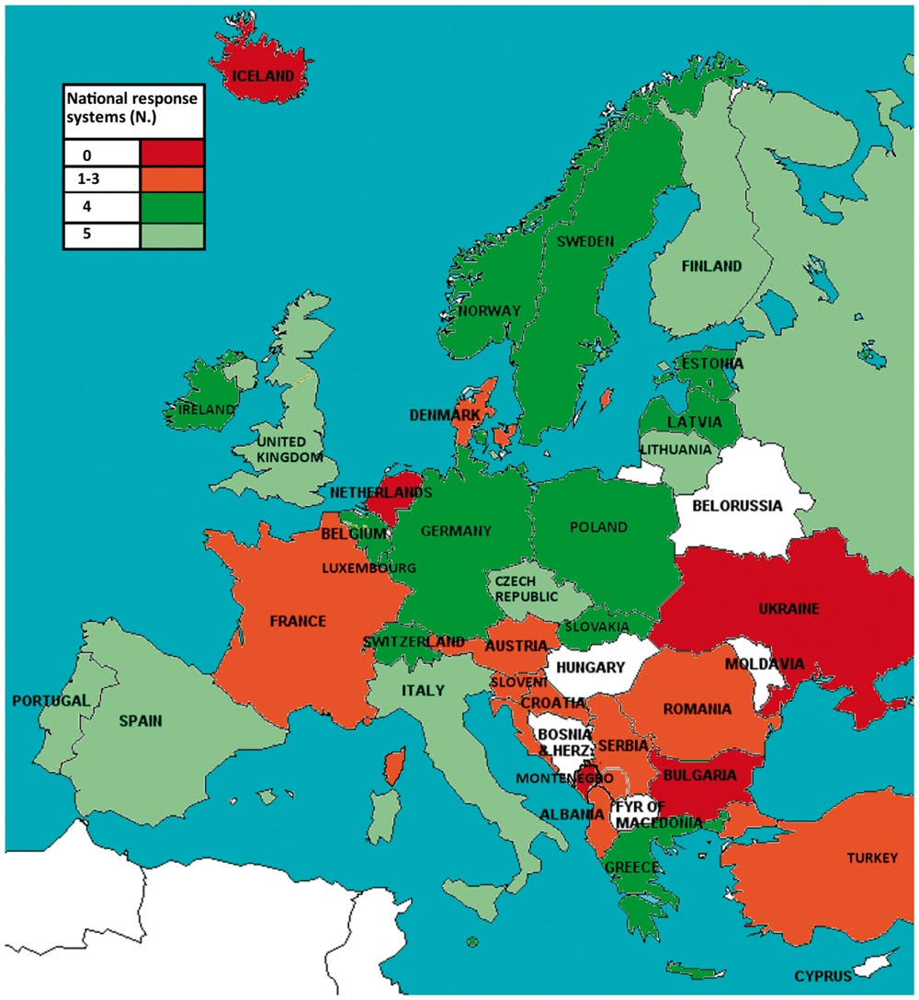 ICELAND
National response
systems (N.)
0
1-3
4
5
SWEDEN
FINLAND
NORWAY
ESTONIA
IRELAND
DENMARK
LATVIA
UNITED
KINGDOM
LITHUANIA
NETHERLANDS
BELORUSSIA
BELGIUM
GERMANY
POLAND
LUXEMBOURG
CZECH
REPUBLIC
FRANCE
UKRAINE
SLOVAKIA
SWITZERLAND
AUSTRIA
HUNGARY
MOLDAVIA
SLOVENI
ITALY
PORTUGAL
CROATIA
ROMANIA
SPAIN
BOSNIA
& HERZ.
SERBIA
MONTENEGRO
BULGARIA
ALBANIA
FYR OF
MACEDONIA
GREECE
TURKEY
CYPRUS